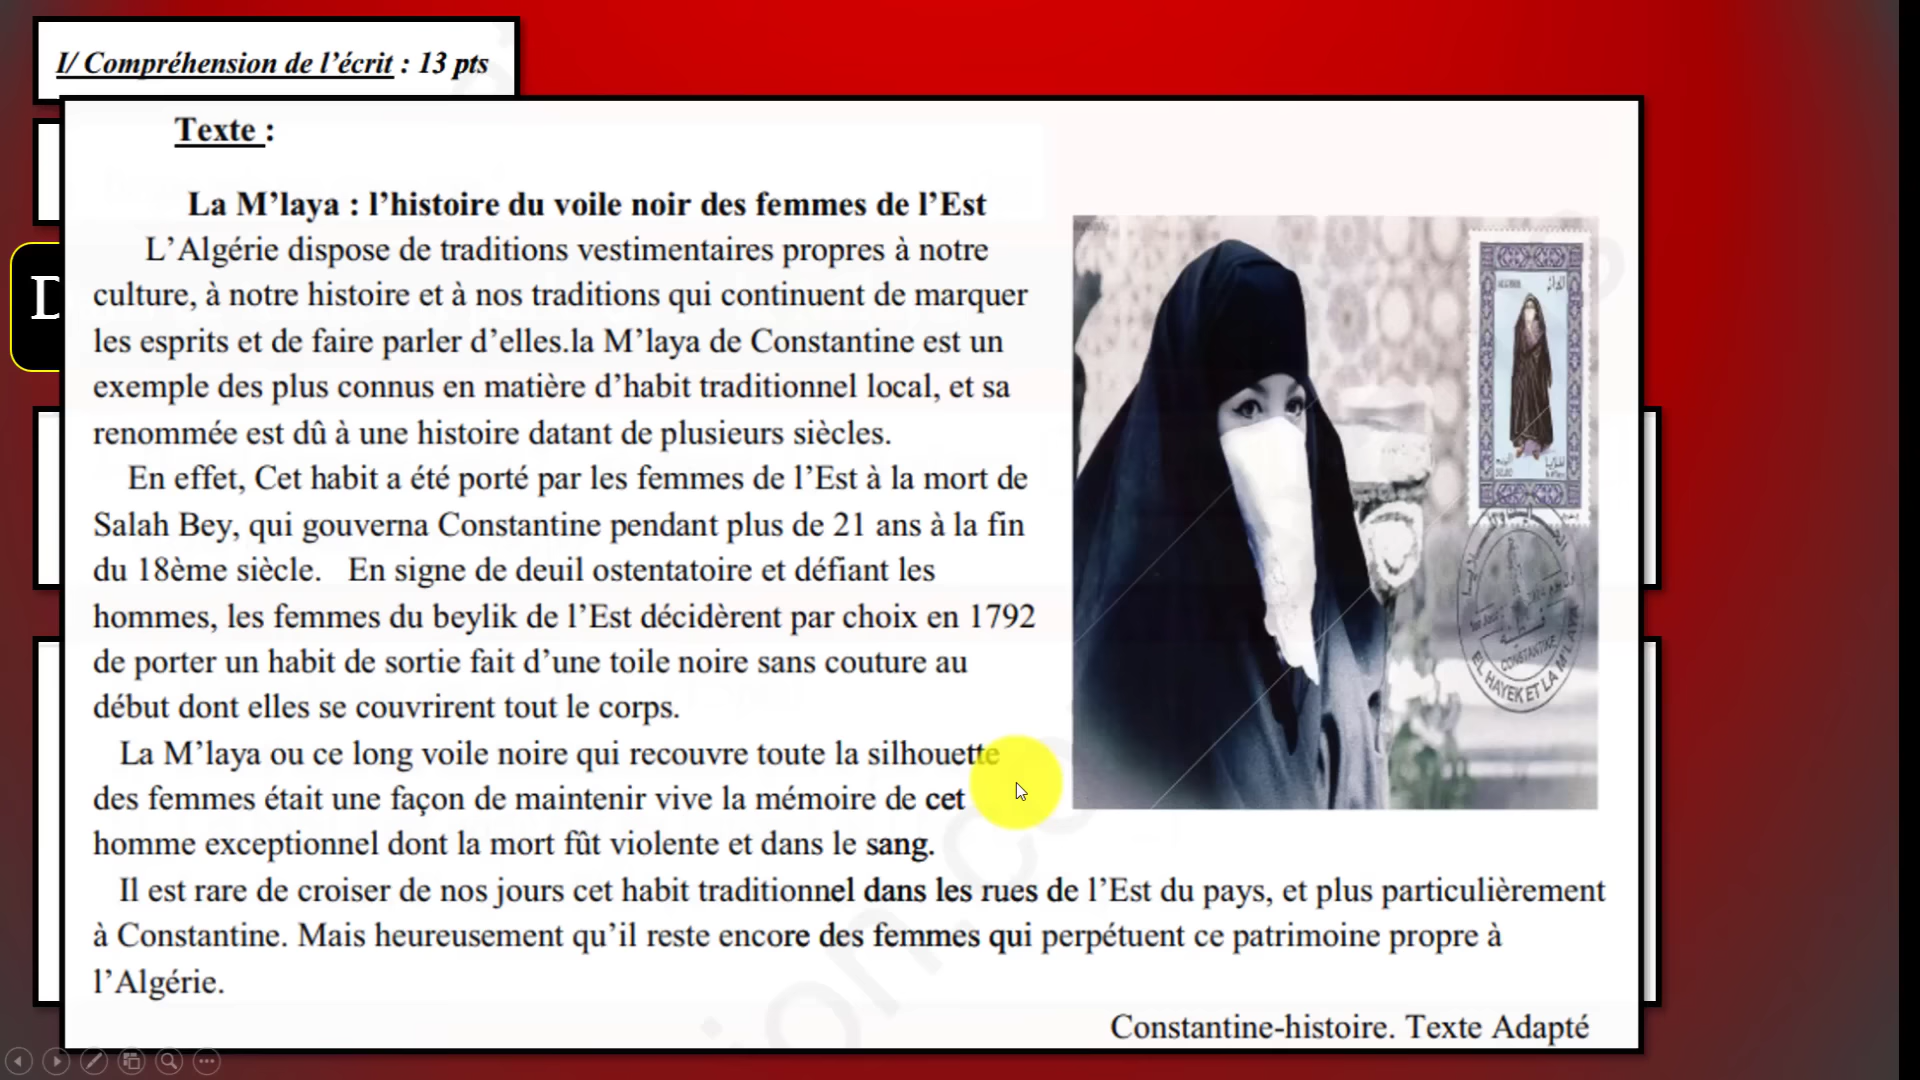 I/ Compréhension de l’écrit : 13 pts
Texte :
La M’laya : l’histoire du voile noir des femmes de l’Est
L’Algérie dispose de traditions vestimentaires propres à notre
culture, à notre histoire et à nos traditions qui continuent de marquer
les esprits et de faire parler d’elles.la M’laya de Constantine est un
exemple des plus connus en matière d’habit traditionnel local, et sa
renommée est dû à une histoire datant de plusieurs siècles.
En effet, Cet habit a été porté par les femmes de l’Est à la mort de
Salah Bey, qui gouverna Constantine pendant plus de 21 ans à la fin
du 18ème siècle. En signe de deuil ostentatoire et défiant les
hommes, les femmes du beylik de l’Est décidèrent par choix en 1792
de porter un habit de sortie fait d’une toile noire sans couture au
début dont elles se couvrirent tout le corps.
La M’laya ou ce long voile noire qui recouvre toute la silhouette
des femmes était une façon de maintenir vive la mémoire de cet
homme exceptionnel dont la mort fût violente et dans le sang.
Il est rare de croiser de nos jours cet habit traditionnel dans les rues de l’Est du pays, et plus particulièrement
à Constantine. Mais heureusement qu’il reste encore des femmes qui perpétuent ce patrimoine propre à
l’Algérie.
Constantine-histoire. Texte Adapté
D
CONSTANTINE
EL HAYEK ET LA M'LAYA